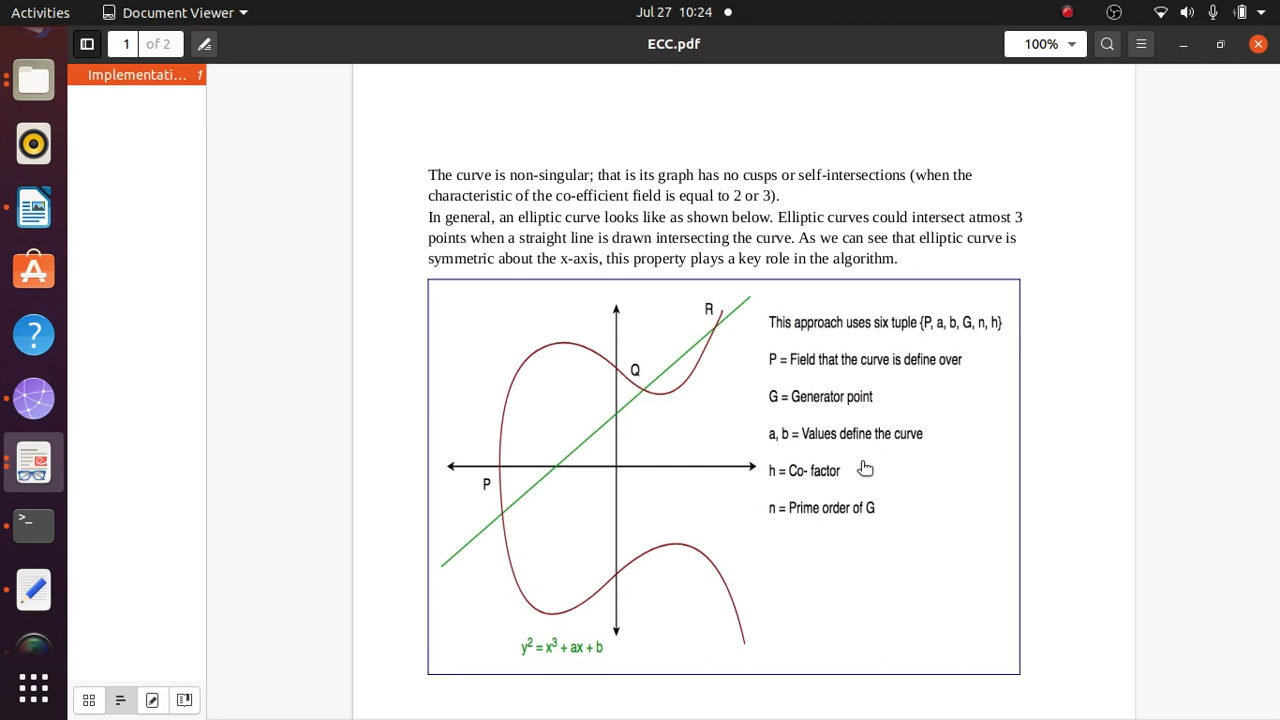 Activities
Document Viewer
Jul 27 10:24
1
of 2
ECC.pdf
100%
Implementati… 1
The curve is non-singular; that is its graph has no cusps or self-intersections (when the
characteristic of the co-efficient field is equal to 2 or 3).
In general, an elliptic curve looks like as shown below. Elliptic curves could intersect atmost 3
points when a straight line is drawn intersecting the curve. As we can see that elliptic curve is
symmetric about the x-axis, this property plays a key role in the algorithm.
R
Q
P
y² = x³ + ax + b
This approach uses six tuple {P, a, b, G, n, h}
P = Field that the curve is define over
G = Generator point
a, b = Values define the curve
h = Co- factor
n = Prime order of G